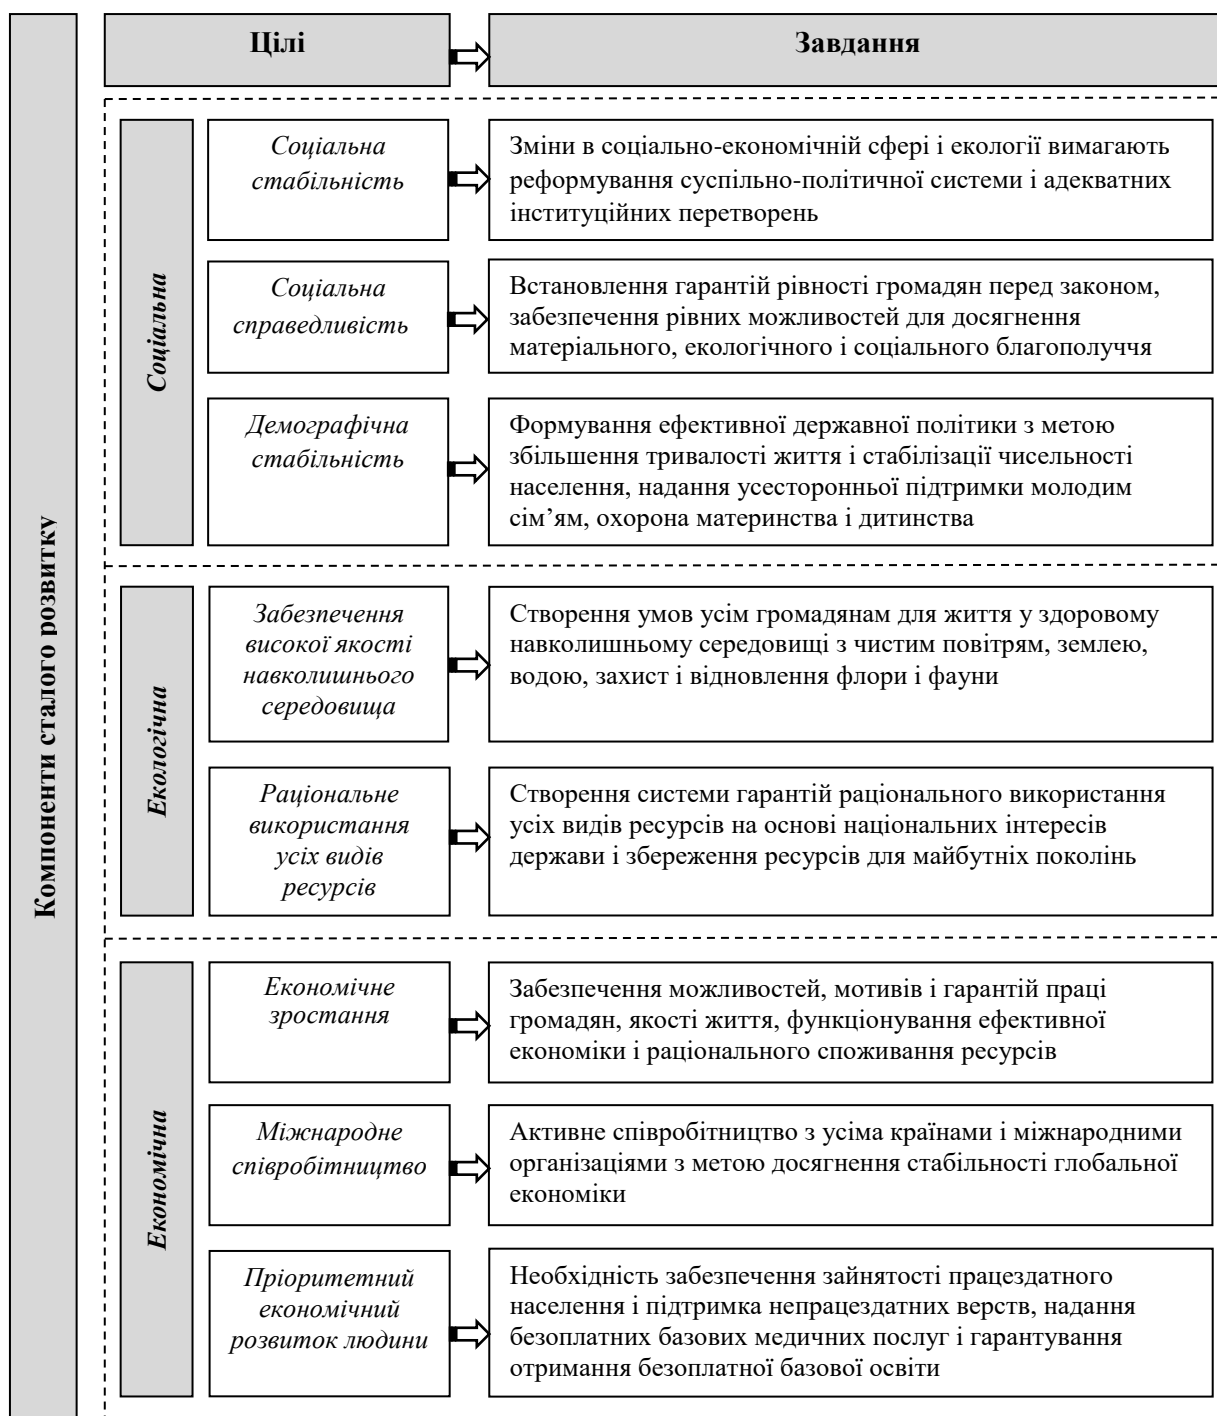 Компоненти сталого розвитку
Цілі
Завдання
Соціальна
Соціальна
стабільність
Зміни в соціально-економічній сфері і екології вимагають
реформування суспільно-політичної системи і адекватних
інституційних перетворень
Соціальна
справедливість
Встановлення гарантій рівності громадян перед законом,
забезпечення рівних можливостей для досягнення
матеріального, екологічного і соціального благополуччя
Демографічна
стабільність
Формування ефективної державної політики з метою
збільшення тривалості життя і стабілізації чисельності
населення, надання усесторонньої підтримки молодим
сім’ям, охорона материнства і дитинства
Екологічна
Забезпечення
високої якості
навколишнього
середовища
Створення умов усім громадянам для життя у здоровому
навколишньому середовищі з чистим повітрям, землею,
водою, захист і відновлення флори і фауни
Раціональне
використання
усіх видів
ресурсів
Створення системи гарантій раціонального використання
усіх видів ресурсів на основі національних інтересів
держави і збереження ресурсів для майбутніх поколінь
Економічна
Економічне
зростання
Забезпечення можливостей, мотивів і гарантій праці
громадян, якості життя, функціонування ефективної
економіки і раціонального споживання ресурсів
Міжнародне
співробітництво
Активне співробітництво з усіма країнами і міжнародними
організаціями з метою досягнення стабільності глобальної
економіки
Пріоритетний
економічний
розвиток людини
Необхідність забезпечення зайнятості працездатного
населення і підтримка непрацездатних верств, надання
безоплатних базових медичних послуг і гарантування
отримання безоплатної базової освіти